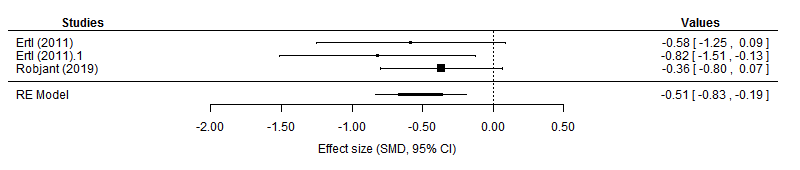 Studies Values
Ertl (2011) -0.58 [ -1.25 , 0.09 ]
Ertl (2011).1 -0.82 [ -1.51 , -0.13 ]
Robjant (2019) -0.36 [ -0.80 , 0.07 ]
RE Model -0.51 [ -0.83 , -0.19 ]
-2.00 -1.50 -1.00 -0.50 0.00 0.50
Effect size (SMD, 95% CI)